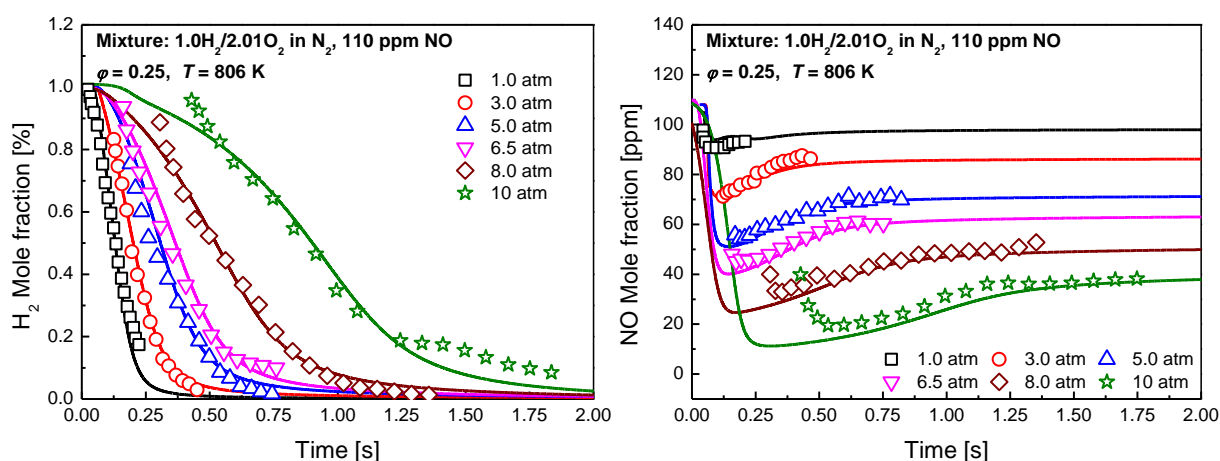 Mixture: 1.0H₂/2.01O₂ in N₂, 110 ppm NO
φ = 0.25, T = 806 K
1.0 atm
3.0 atm
5.0 atm
6.5 atm
8.0 atm
10 atm
H₂ Mole fraction [%]
1.2
1.0
0.8
0.6
0.4
0.2
0.0
0.00
0.25
0.50
0.75
1.00
1.25
1.50
1.75
2.00
Time [s]
Mixture: 1.0H₂/2.01O₂ in N₂, 110 ppm NO
φ = 0.25, T = 806 K
NO Mole fraction [ppm]
140
120
100
80
60
40
20
0
1.0 atm 3.0 atm 5.0 atm
6.5 atm 8.0 atm 10 atm
0.00
0.25
0.50
0.75
1.00
1.25
1.50
1.75
2.00
Time [s]